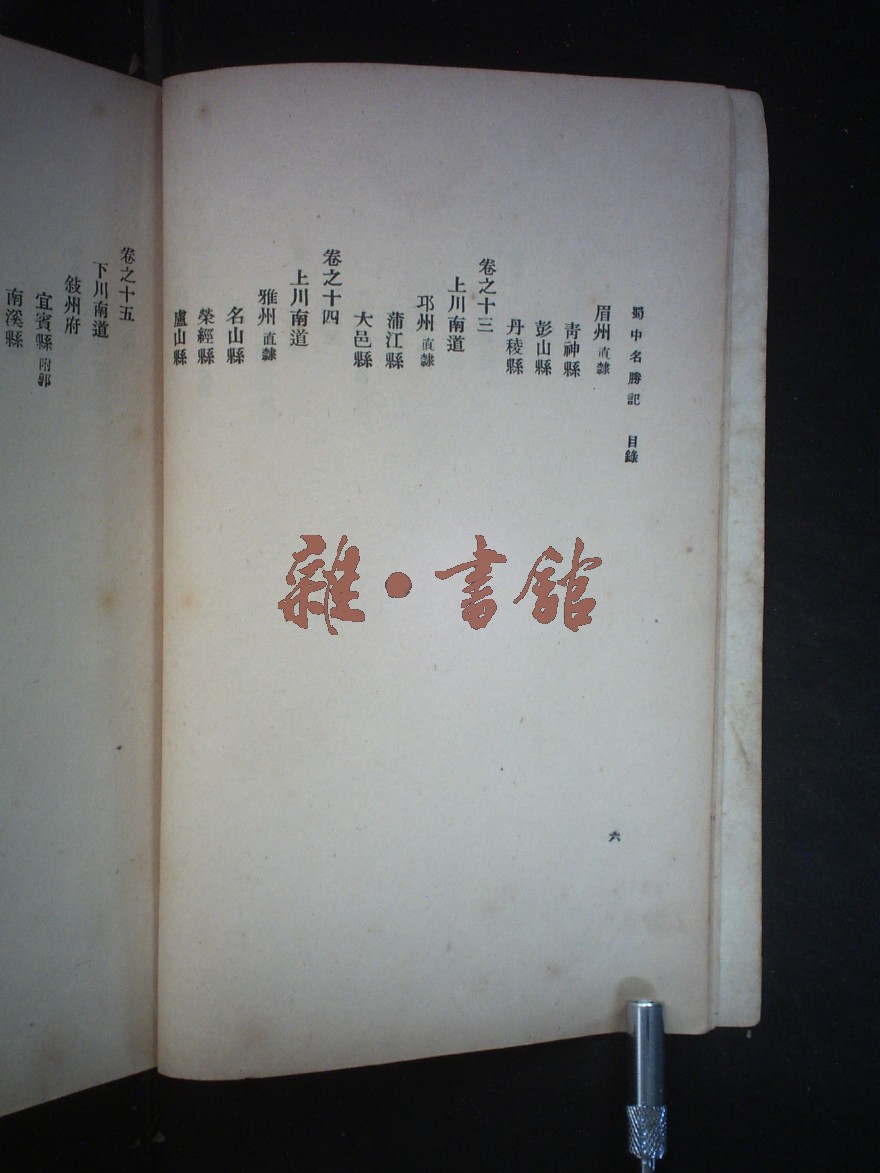 蜀中名勝記 目錄
眉州 直隸
青神縣
彭山縣
丹稜縣
卷之十三
上川南道
邛州 直隸
蒲江縣
大邑縣
卷之十四
上川南道
雅州 直隸
名山縣
榮經縣
盧山縣
六
卷之十五
下川南道
敍州府
宜賓縣 附郭
南溪縣
雜·書館